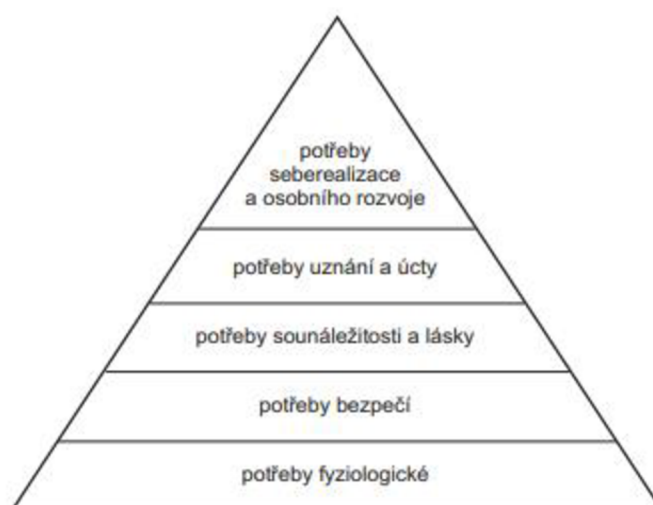 potřeby
seberealizace
a osobního rozvoje
potřeby uznání a úcty
potřeby sounáležitosti a lásky
potřeby bezpečí
potřeby fyziologické